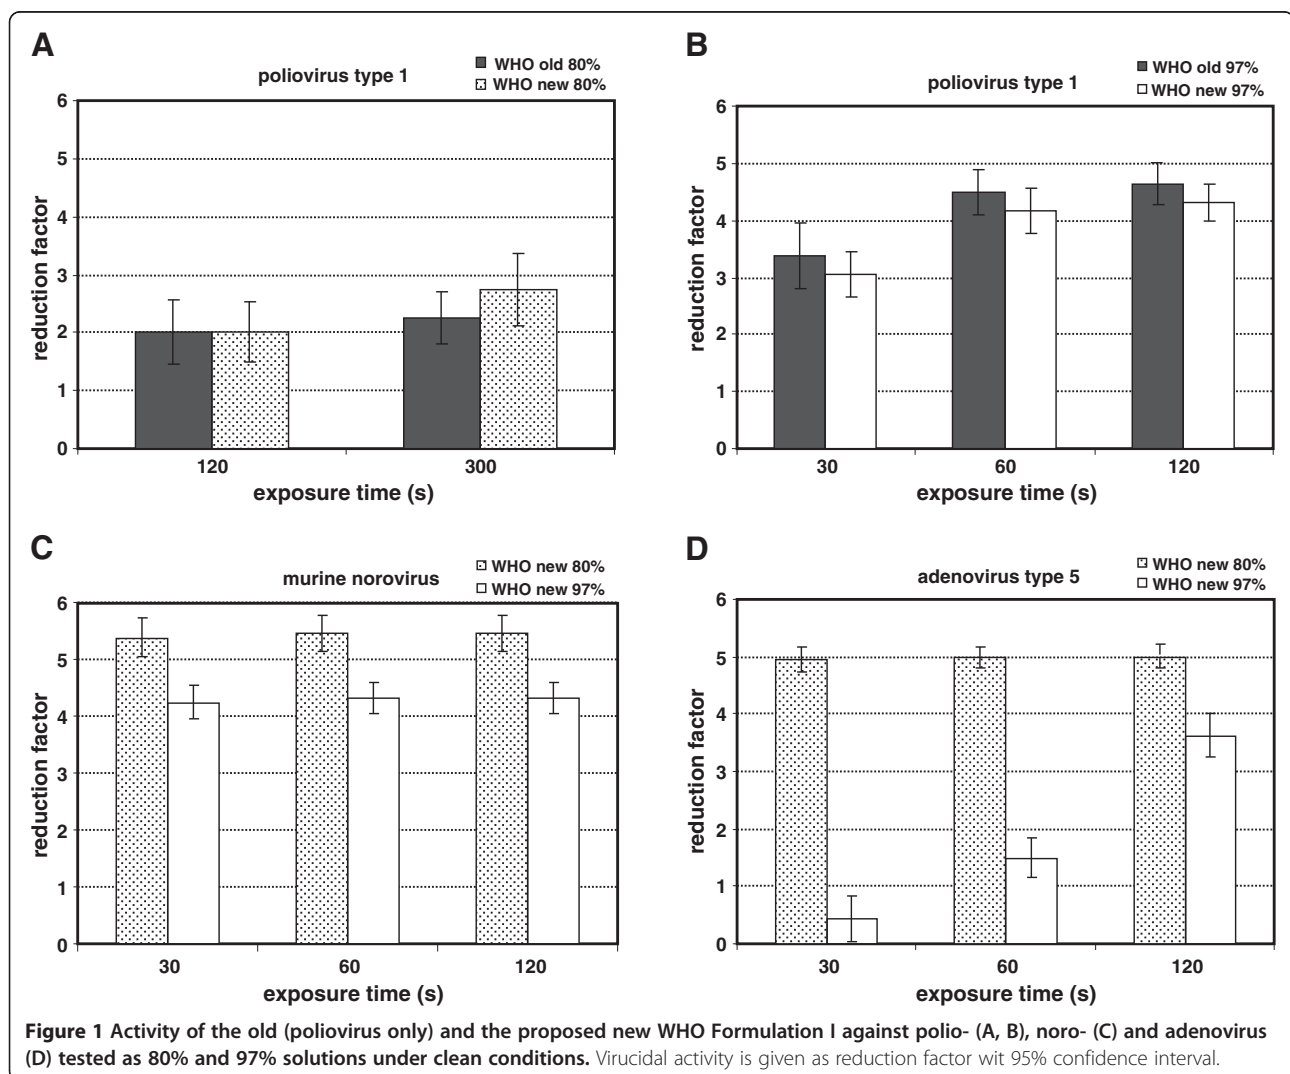 A
poliovirus type 1
WHO old 80%
WHO new 80%
6
5
4
3
2
1
0
reduction factor
120
300
exposure time (s)
B
poliovirus type 1
WHO old 97%
WHO new 97%
6
5
4
3
2
1
0
reduction factor
30
60
120
exposure time (s)
C
murine norovirus
WHO new 80%
WHO new 97%
6
5
4
3
2
1
0
reduction factor
30
60
120
exposure time (s)
D
adenovirus type 5
WHO new 80%
WHO new 97%
6
5
4
3
2
1
0
reduction factor
30
60
120
exposure time (s)
Figure 1 Activity of the old (poliovirus only) and the proposed new WHO Formulation I against polio- (A, B), noro- (C) and adenovirus
(D) tested as 80% and 97% solutions under clean conditions. Virucidal activity is given as reduction factor wit 95% confidence interval.